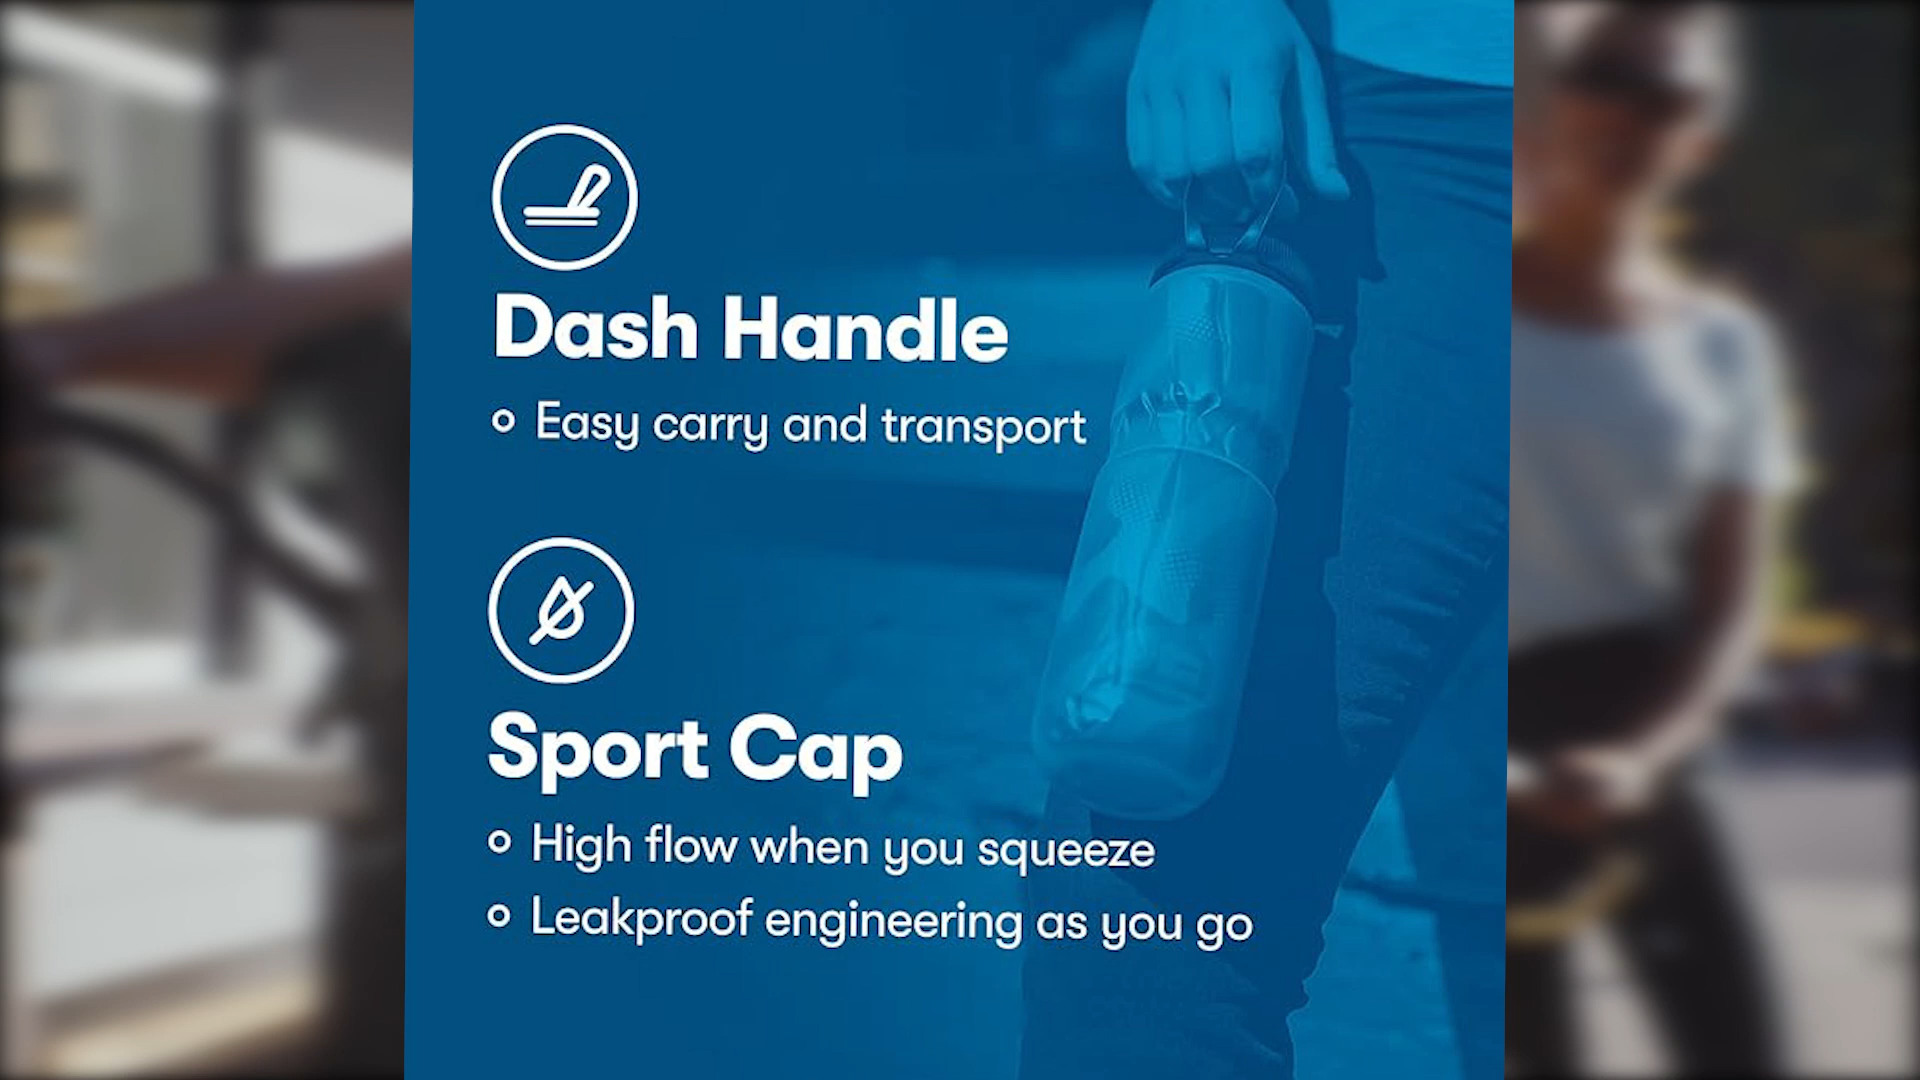 Dash Handle
Easy carry and transport
Sport Cap
High flow when you squeeze
Leakproof engineering as you go